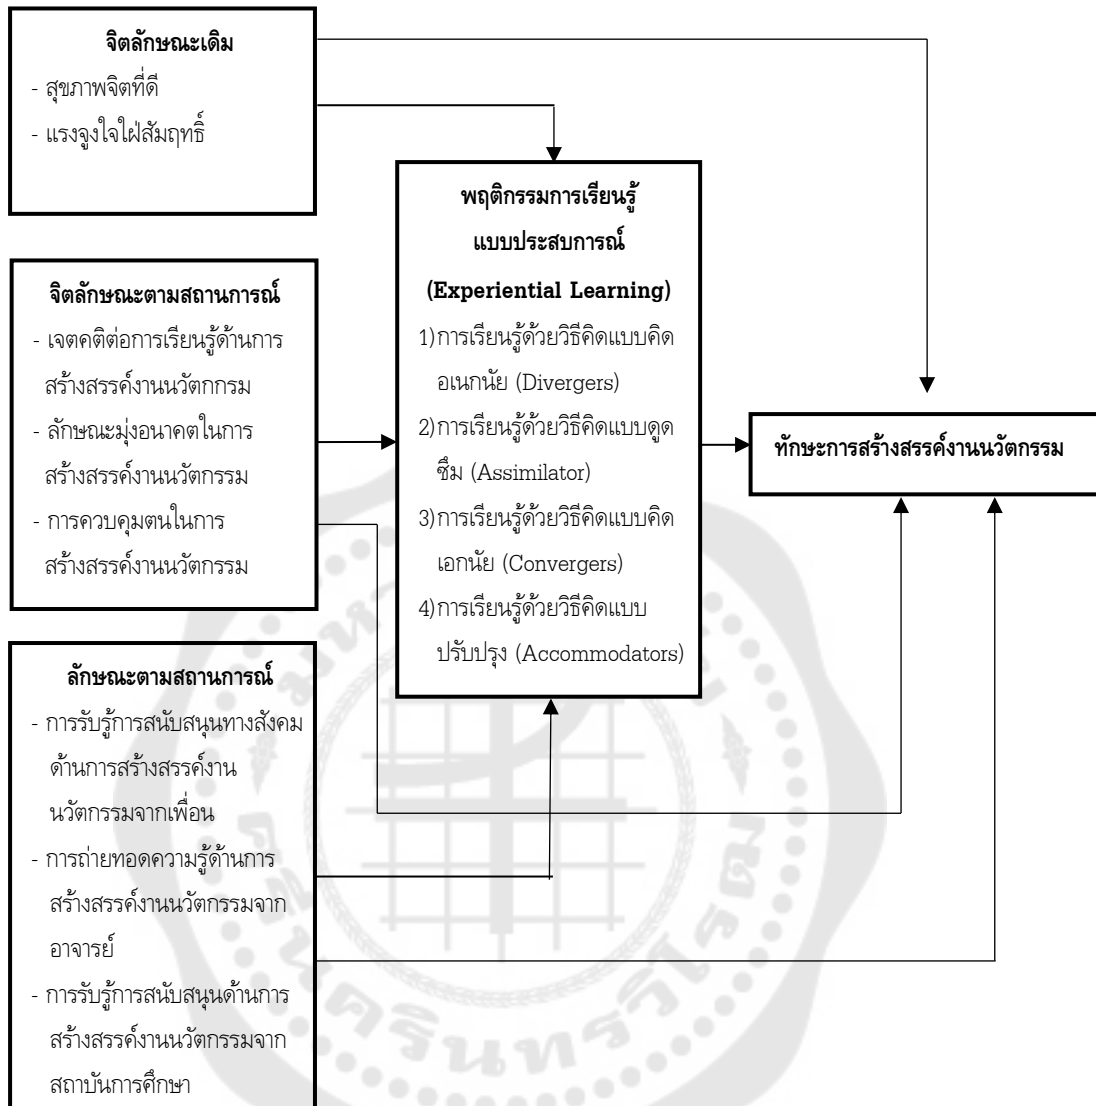 จิตลักษณะเดิม
- สุขภาพจิตที่ดี
- แรงจูงใจใฝ่สัมฤทธิ์
จิตลักษณะตามสถานการณ์
- เจตคติต่อการเรียนรู้ด้านการ
สร้างสรรค์งานนวัตกกรม
- ลักษณะมุ่งอนาคตในการ
สร้างสรรค์งานนวัตกรรม
- การควบคุมตนในการ
สร้างสรรค์งานนวัตกรรม
ลักษณะตามสถานการณ์
- การรับรู้การสนับสนุนทางสังคม
ด้านการสร้างสรรค์งาน
นวัตกรรมจากเพื่อน
- การถ่ายทอดความรู้ด้านการ
สร้างสรรค์งานนวัตกรรมจาก
อาจารย์
- การรับรู้การสนับสนุนด้านการ
สร้างสรรค์งานนวัตกรรมจาก
สถาบันการศึกษา
พฤติกรรมการเรียนรู้
แบบประสบการณ์
(Experiential Learning)
1)การเรียนรู้ด้วยวิธีคิดแบบคิด
อเนกนัย (Divergers)
2)การเรียนรู้ด้วยวิธีคิดแบบดูด
ซึม (Assimilator)
3)การเรียนรู้ด้วยวิธีคิดแบบคิด
เอกนัย (Convergers)
4)การเรียนรู้ด้วยวิธีคิดแบบ
ปรับปรุง (Accommodators)
ทักษะการสร้างสรรค์งานนวัตกรรม